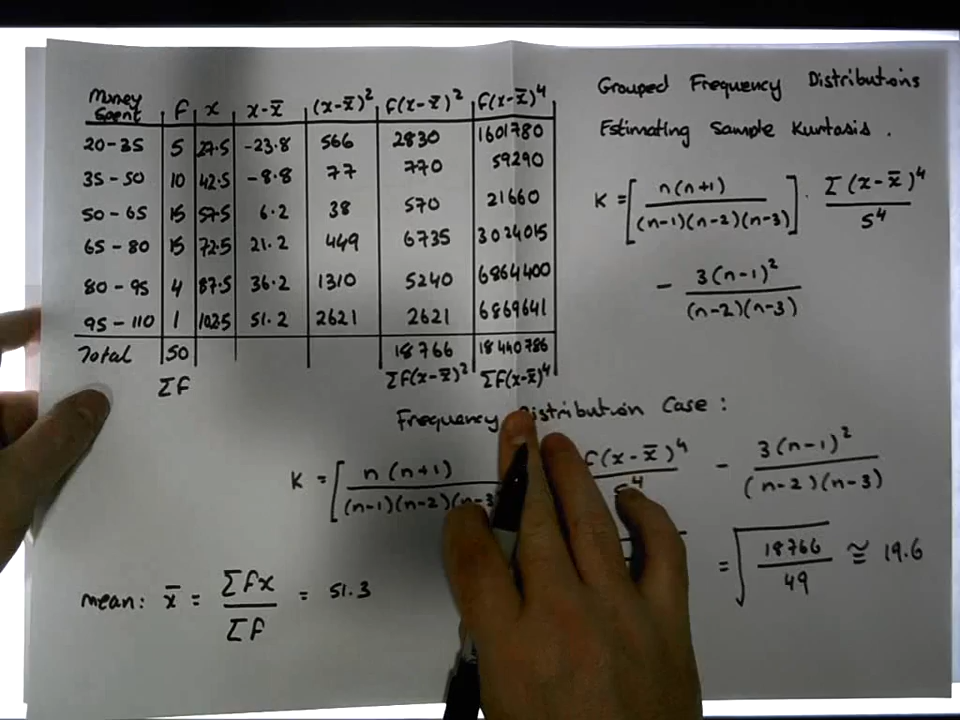 Money Spent | F | x | x-x̄ | (x-x̄)² | F(x-x̄)² | F(x-x̄)⁴
20-35 | 5 | 27.5 | -23.8 | 566 | 2830 | 1601780
35-50 | 10 | 42.5 | -8.8 | 77 | 770 | 59290
50-65 | 15 | 57.5 | 6.2 | 38 | 570 | 21660
65-80 | 15 | 72.5 | 21.2 | 449 | 6735 | 3024015
80-95 | 4 | 87.5 | 36.2 | 1310 | 5240 | 6864400
95-110 | 1 | 102.5 | 51.2 | 2621 | 2621 | 6869641
Total | 50 | 18766 | 18440786
ΣF | ΣF(x-x̄)² | ΣF(x-x̄)⁴
Grouped Frequency Distributions
Estimating Sample Kurtosis.
K = [n(n+1) / (n-1)(n-2)(n-3)] · Σ(x-x̄)⁴ / s⁴
- 3(n-1)² / (n-2)(n-3)
Frequency Distribution Case:
K = [n(n+1) / (n-1)(n-2)(n-3 F(x-x̄)⁴ / s⁴ - 3(n-1)² / (n-2)(n-3)
= √(18766 / 49) ≅ 19.6
mean: x̄ = ΣFx / ΣF = 51.3